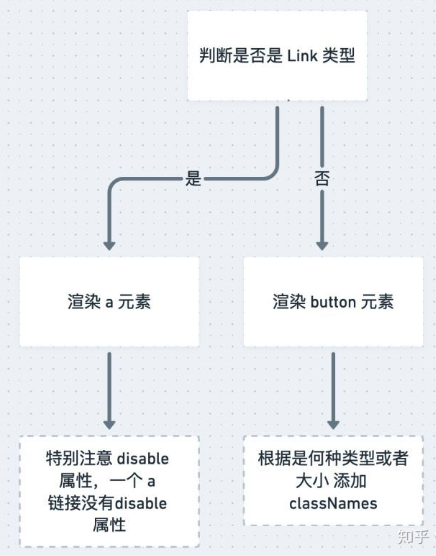 判断是否是 Link 类型
是
否
渲染 a 元素
渲染 button 元素
特别注意 disable
属性，一个 a
链接没有disable
属性
根据是何种类型或者
大小 添加
classNames
知乎